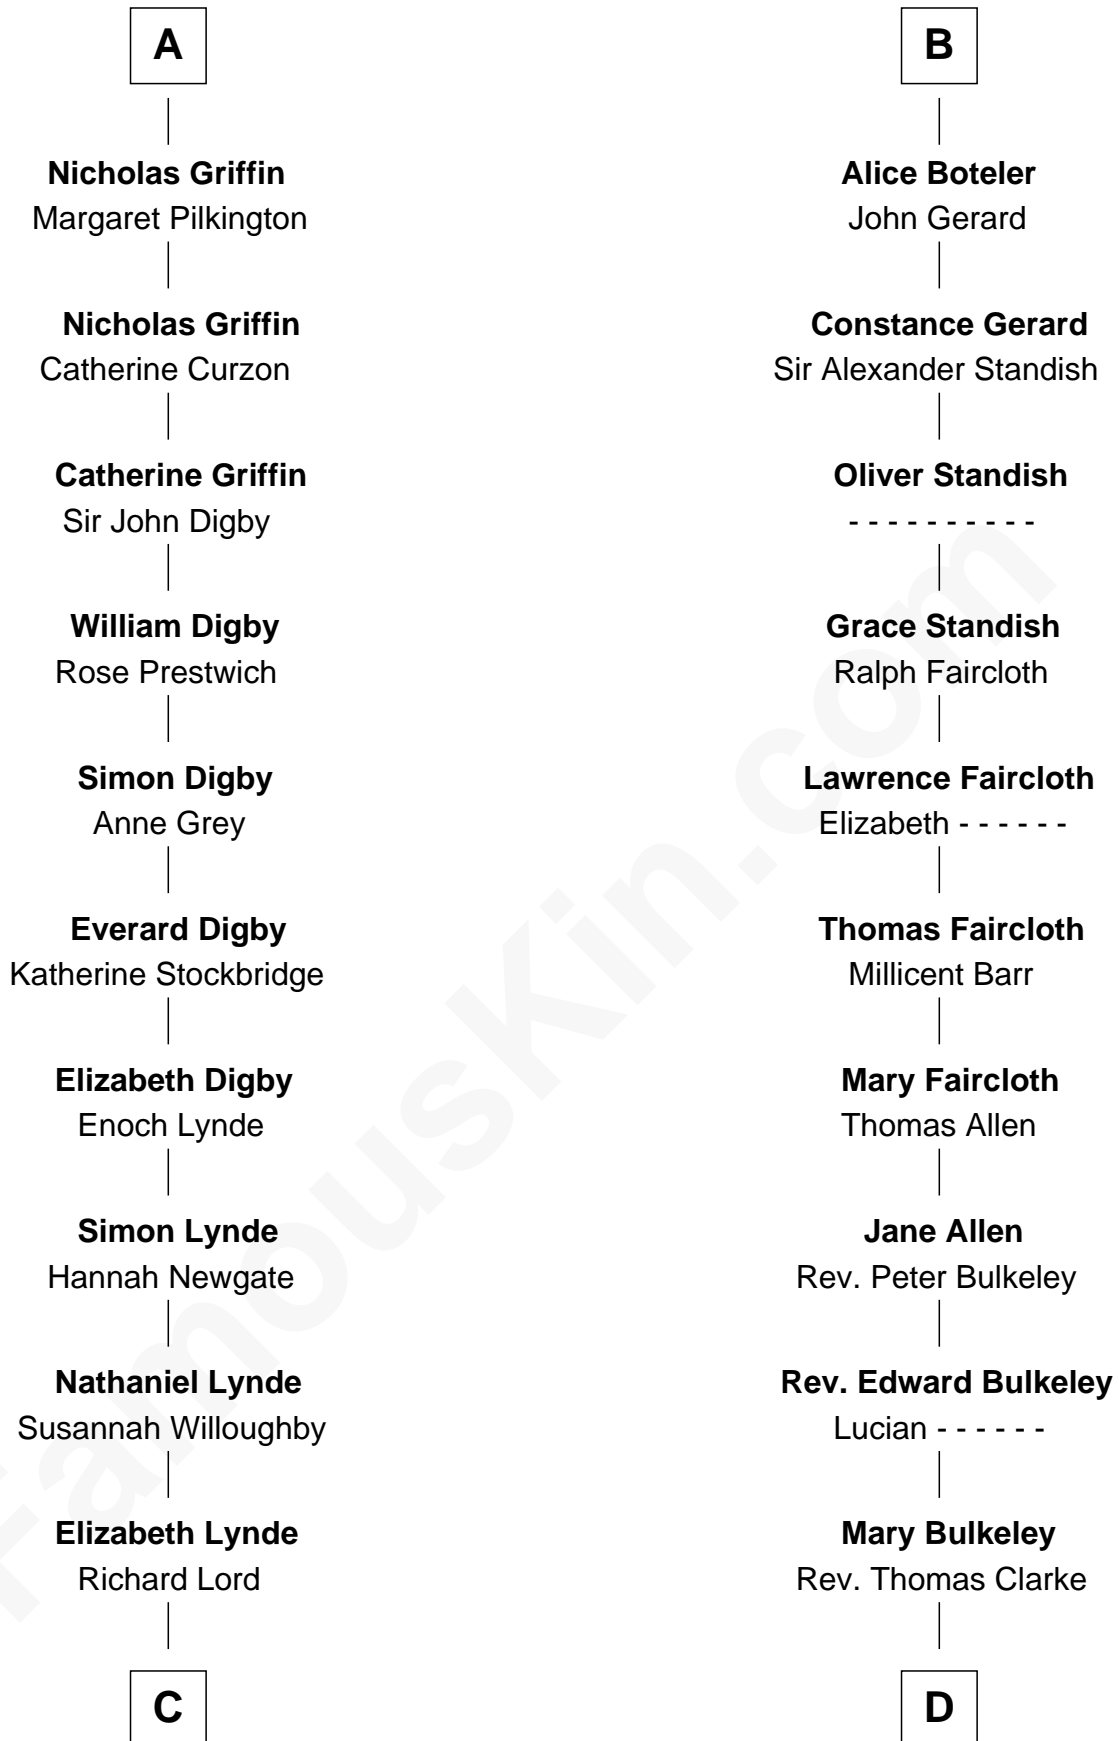 A
Nicholas Griffin
Margaret Pilkington
Nicholas Griffin
Catherine Curzon
Catherine Griffin
Sir John Digby
William Digby
Rose Prestwich
Simon Digby
Anne Grey
Everard Digby
Katherine Stockbridge
Elizabeth Digby
Enoch Lynde
Simon Lynde
Hannah Newgate
Nathaniel Lynde
Susannah Willoughby
Elizabeth Lynde
Richard Lord
C
B
Alice Boteler
John Gerard
Constance Gerard
Sir Alexander Standish
Oliver Standish
- - - - - - - - - -
Grace Standish
Ralph Faircloth
Lawrence Faircloth
Elizabeth - - - - - -
Thomas Faircloth
Millicent Barr
Mary Faircloth
Thomas Allen
Jane Allen
Rev. Peter Bulkeley
Rev. Edward Bulkeley
Lucian - - - - - -
Mary Bulkeley
Rev. Thomas Clarke
D
FamousKin.com